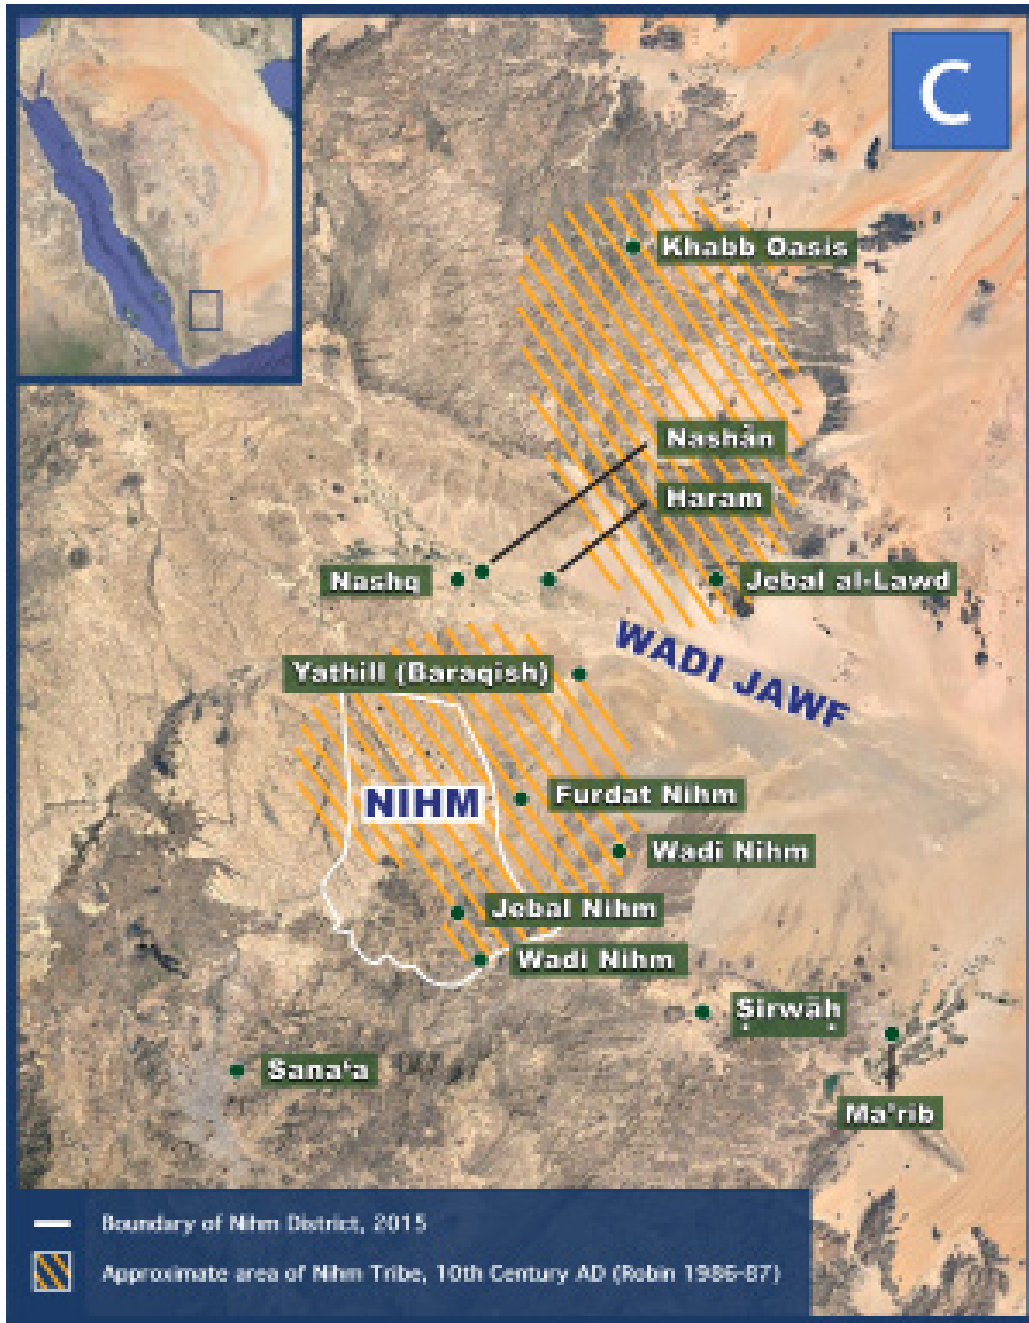 C
Khabb Oasis
Nashān
Haram
Nashq
Jebal al-Lawd
WADI JAWF
Yathill (Baraqish)
NIHM
Furdat Nihm
Wadi Nihm
Jebal Nihm
Wadi Nihm
Ṣirwāḥ
Sana'a
Ma'rib
Boundary of Nihm District, 2015
Approximate area of Nihm Tribe, 10th Century AD (Robin 1986-87)